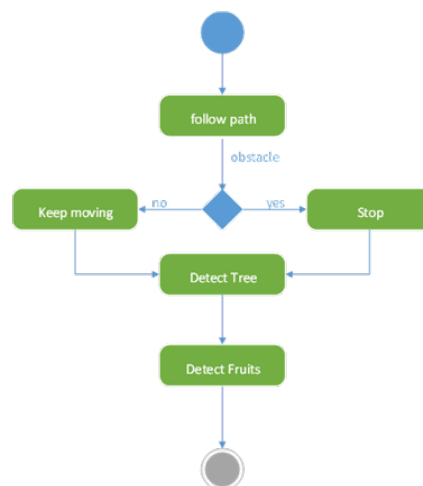 follow path
obstacle
no
yes
Keep moving
Stop
Detect Tree
Detect Fruits